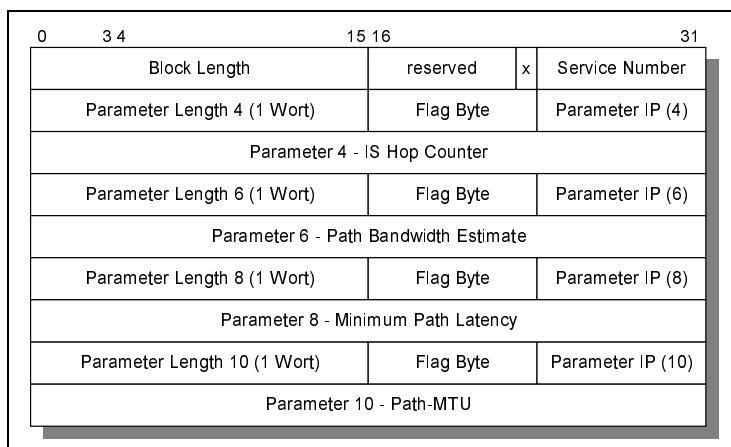 0 3 4 15 16 31
Block Length reserved x Service Number
Parameter Length 4 (1 Wort) Flag Byte Parameter IP (4)
Parameter 4 - IS Hop Counter
Parameter Length 6 (1 Wort) Flag Byte Parameter IP (6)
Parameter 6 - Path Bandwidth Estimate
Parameter Length 8 (1 Wort) Flag Byte Parameter IP (8)
Parameter 8 - Minimum Path Latency
Parameter Length 10 (1 Wort) Flag Byte Parameter IP (10)
Parameter 10 - Path-MTU